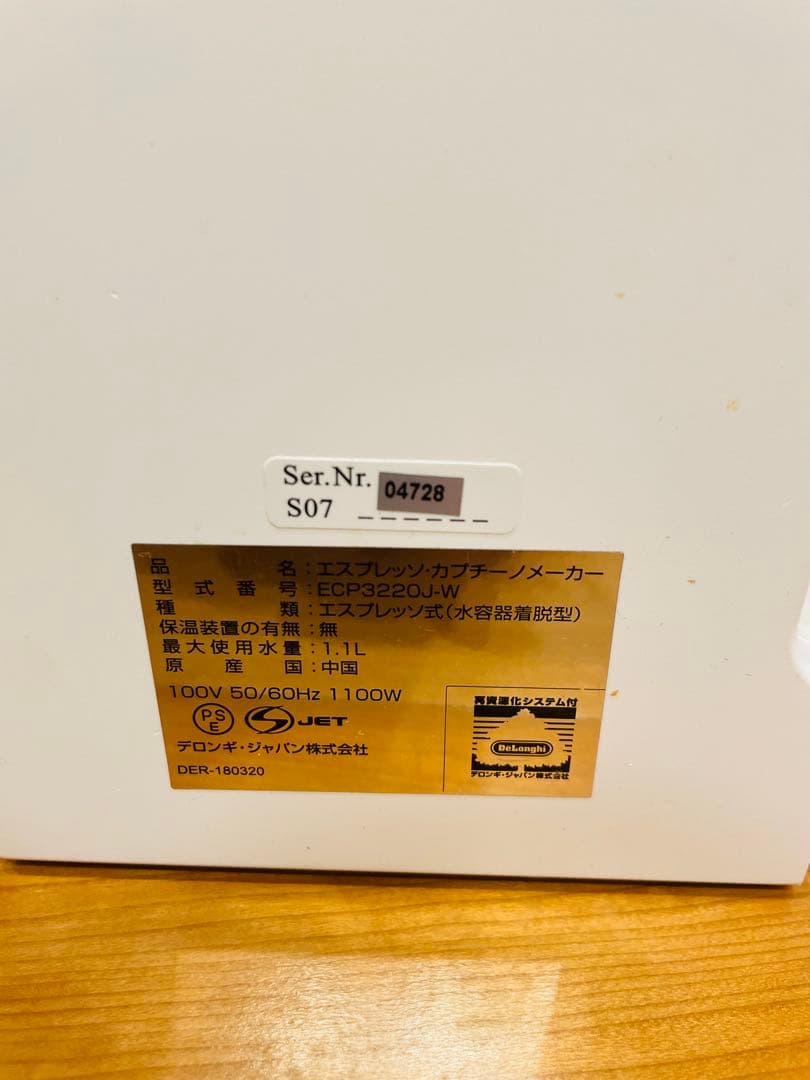 Ser.Nr. 04728
S07 _ _ _ _ _ _
品名:エスプレッソ・カプチーノメーカー
型式番号:ECP3220J-W
種類:エスプレッソ式(水容器着脱型)
保温装置の有無:無
最大使用水量:1.1L
原産国:中国
100V 50/60Hz 1100W
PSE JET
デロンギ・ジャパン株式会社
DER-180320
再資源化システム付
DeLonghi
デロンギ・ジャパン株式会社